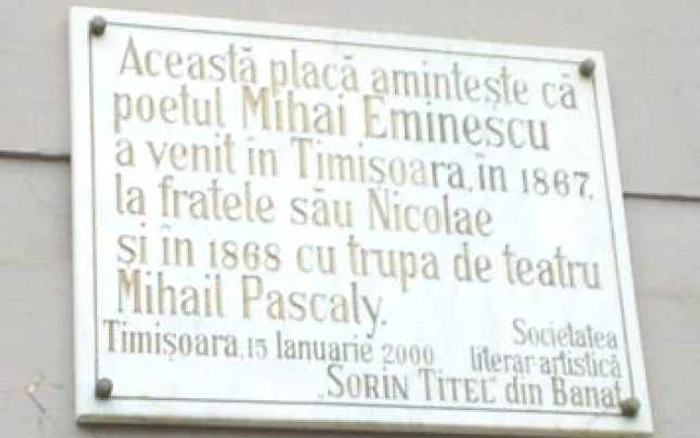 Această placă amintește că
poetul Mihai Eminescu
a venit in Timișoara, în 1867,
la fratele său Nicolae
și în 1868 cu trupa de teatru
Mihail Pascaly.
Timișoara, 15 Ianuarie 2000
Societatea
literar artistică
„SORIN TITEL" din Banat